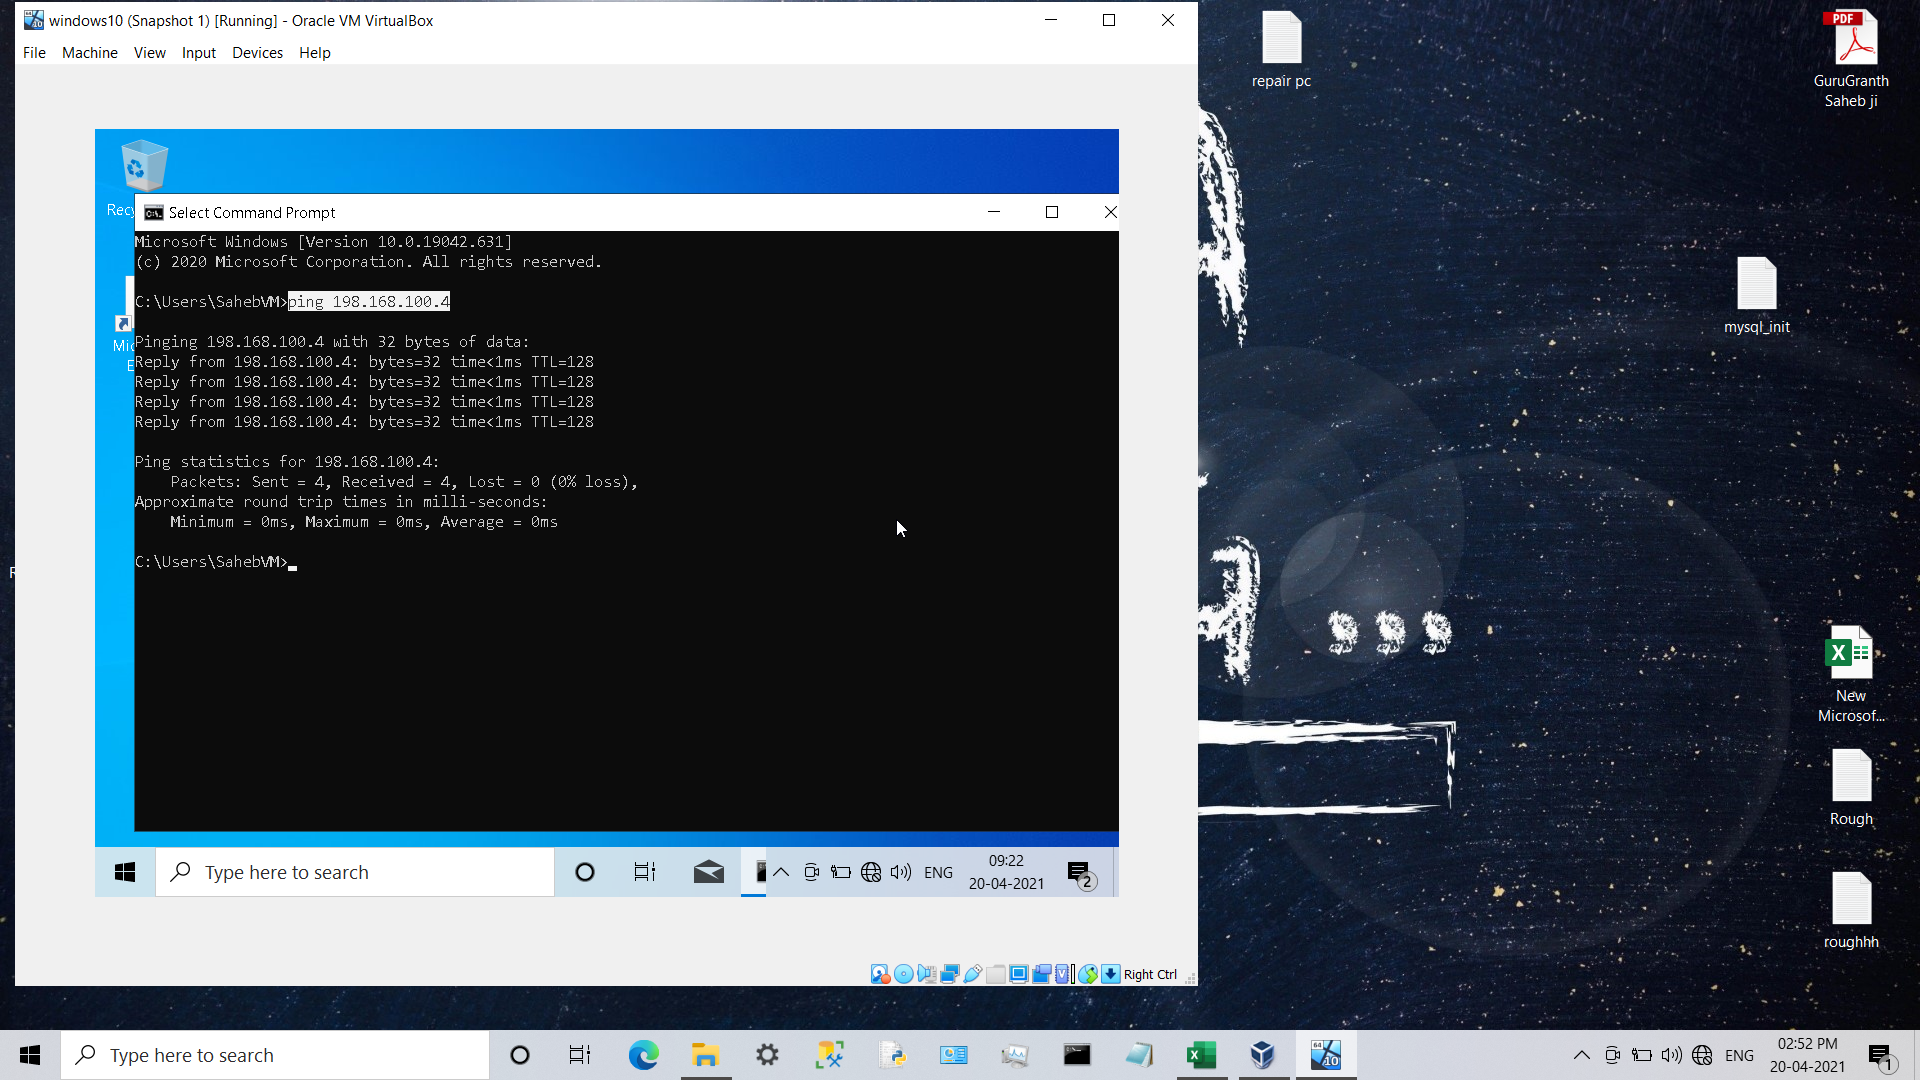 windows10 (Snapshot 1) [Running] - Oracle VM VirtualBox
File Machine View Input Devices Help
Select Command Prompt
Microsoft Windows [Version 10.0.19042.631]
(c) 2020 Microsoft Corporation. All rights reserved.
C:\Users\SahebVM>ping 198.168.100.4
Pinging 198.168.100.4 with 32 bytes of data:
Reply from 198.168.100.4: bytes=32 time<1ms TTL=128
Reply from 198.168.100.4: bytes=32 time<1ms TTL=128
Reply from 198.168.100.4: bytes=32 time<1ms TTL=128
Reply from 198.168.100.4: bytes=32 time<1ms TTL=128
Ping statistics for 198.168.100.4:
Packets: Sent = 4, Received = 4, Lost = 0 (0% loss),
Approximate round trip times in milli-seconds:
Minimum = 0ms, Maximum = 0ms, Average = 0ms
C:\Users\SahebVM>
Type here to search
ENG
09:22
20-04-2021
2
Right Ctrl
repair pc
PDF
GuruGranth
Saheb ji
mysql_init
New
Microsof...
Rough
roughhh
Type here to search
ENG
02:52 PM
20-04-2021
1